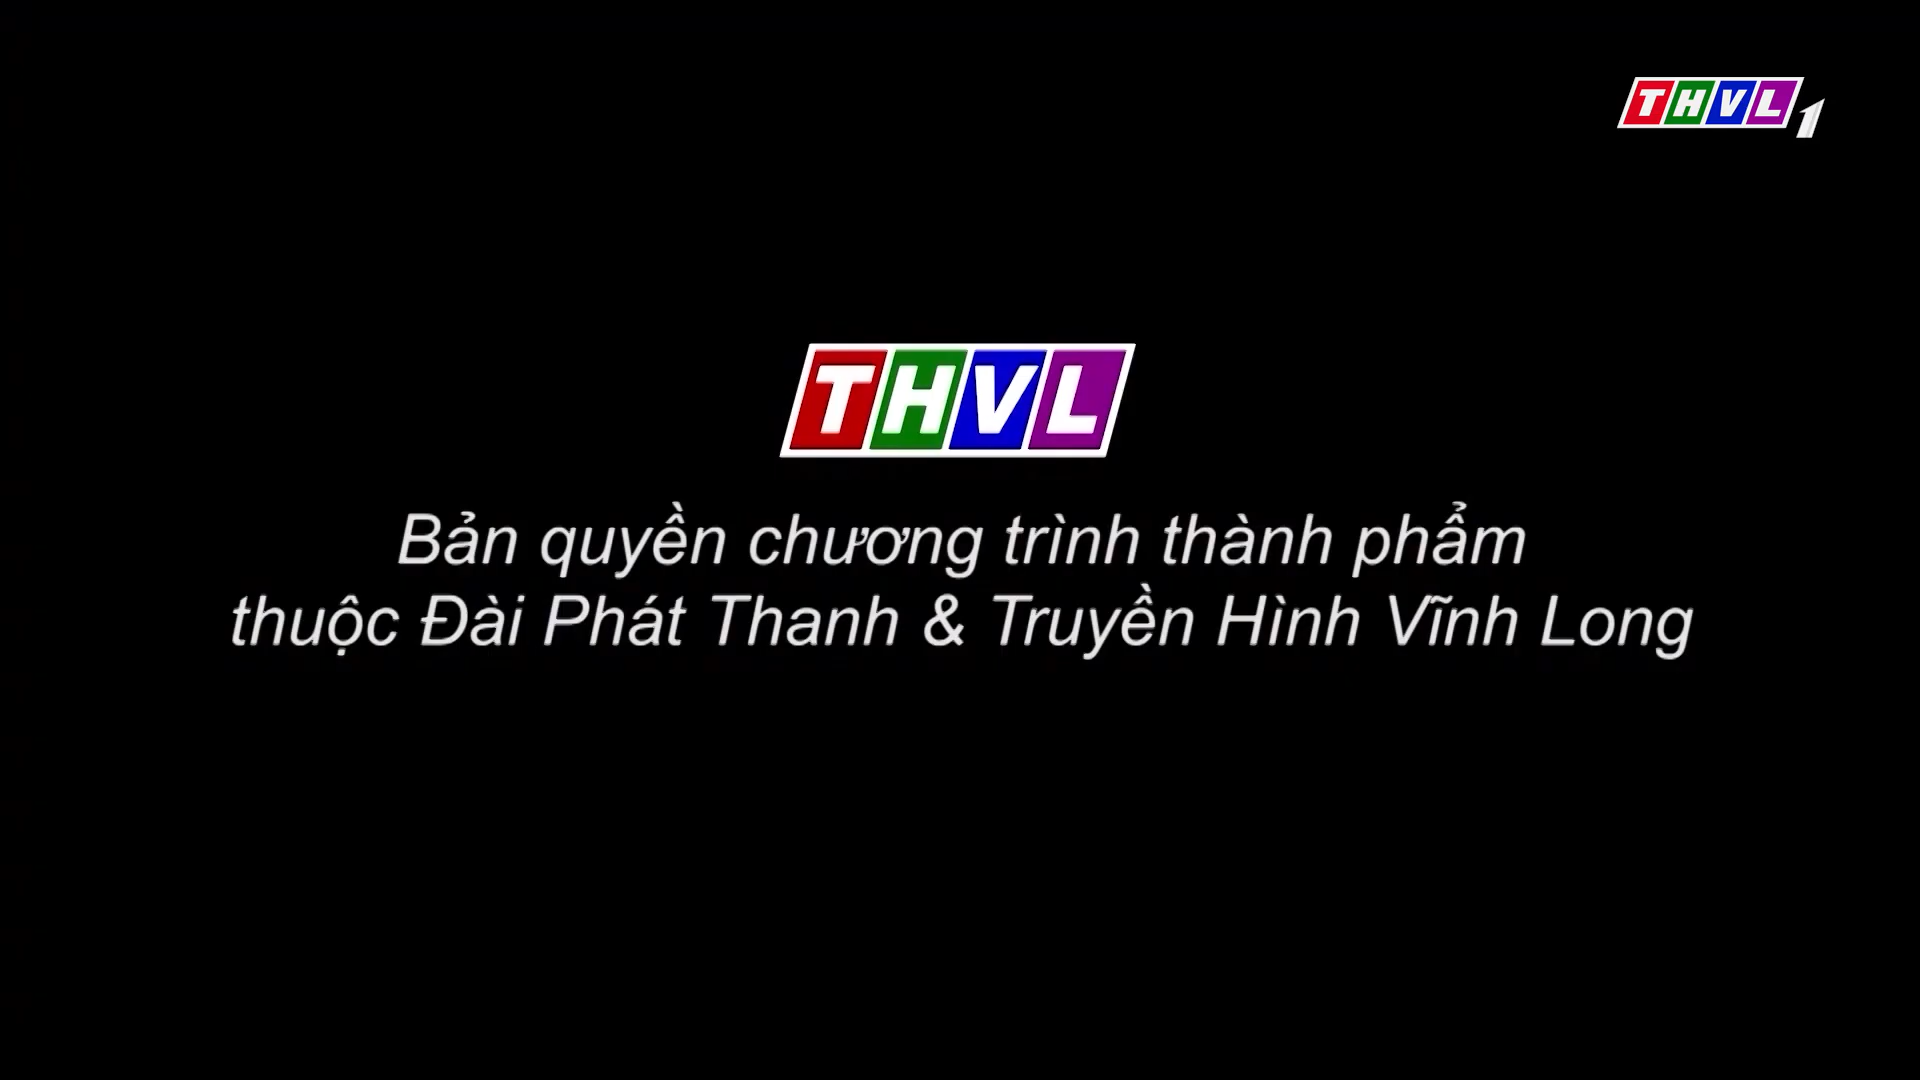 THVL1
THVL
Bản quyền chương trình thành phẩm
thuộc Đài Phát Thanh & Truyền Hình Vĩnh Long